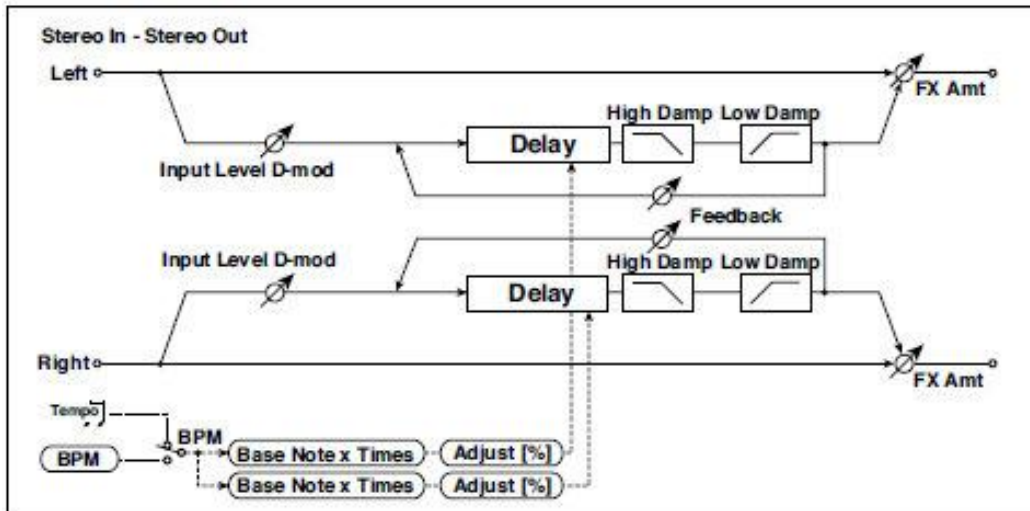 Stereo In - Stereo Out
Left
FX Amt
High Damp Low Damp
Delay
Input Level D-mod
Feedback
Input Level D-mod
High Damp Low Damp
Delay
Right
FX Amt
Tempo
BPM
BPM
Base Note x Times Adjust [%]
Base Note x Times Adjust [%]